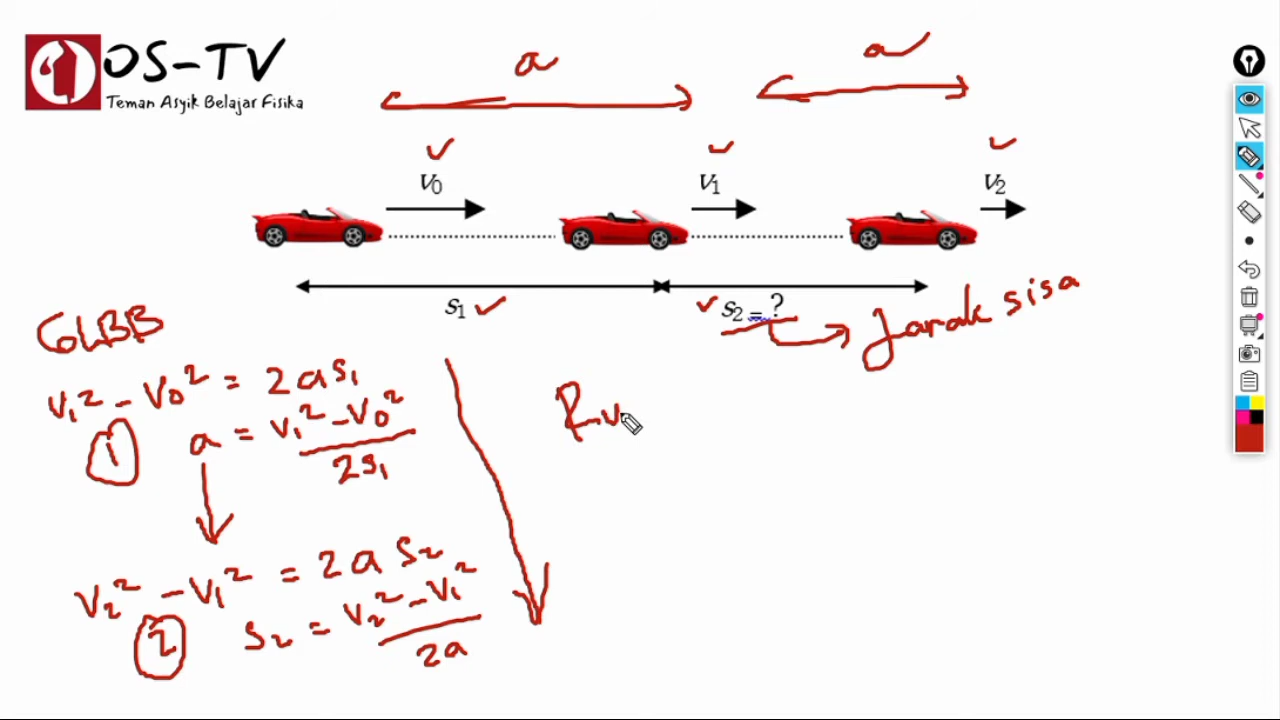 OS-TV
Teman Asyik Belajar Fisika
a
a
v₀
v₁
v₂
s₁
s₂ = ?
Jarak sisa
GLBB
v₁² - v₀² = 2as₁
1
a = v₁² - v₀² / 2s₁
v₂² - v₁² = 2as₂
2
s₂ = v₂² - v₁² / 2a
Ru